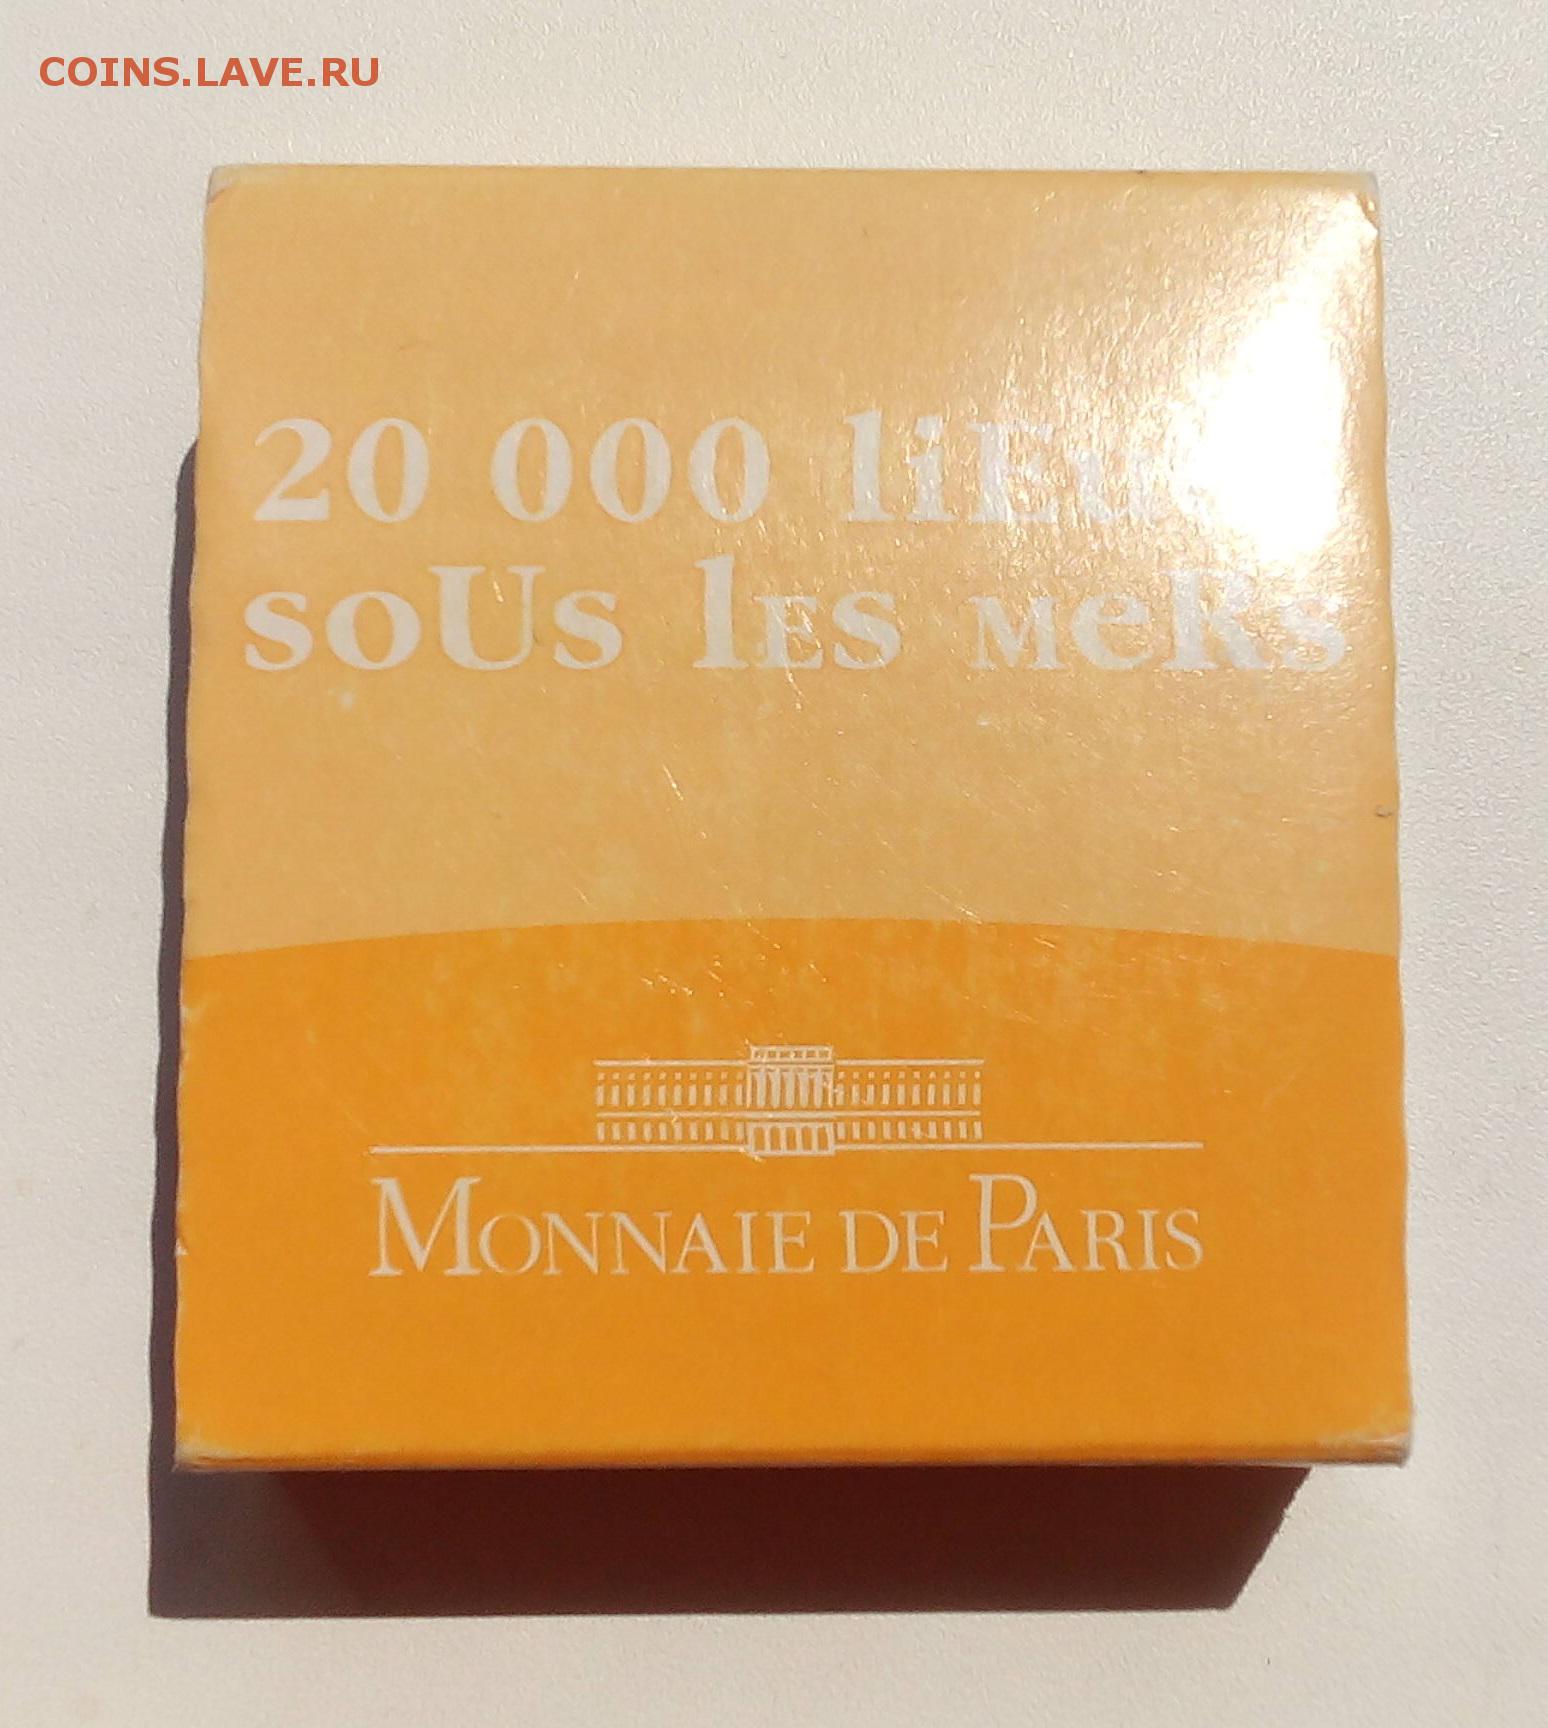 COINS.LAVE.RU
20 000 liEu
soUs lES MeRs
MONNAIE DE PARIS